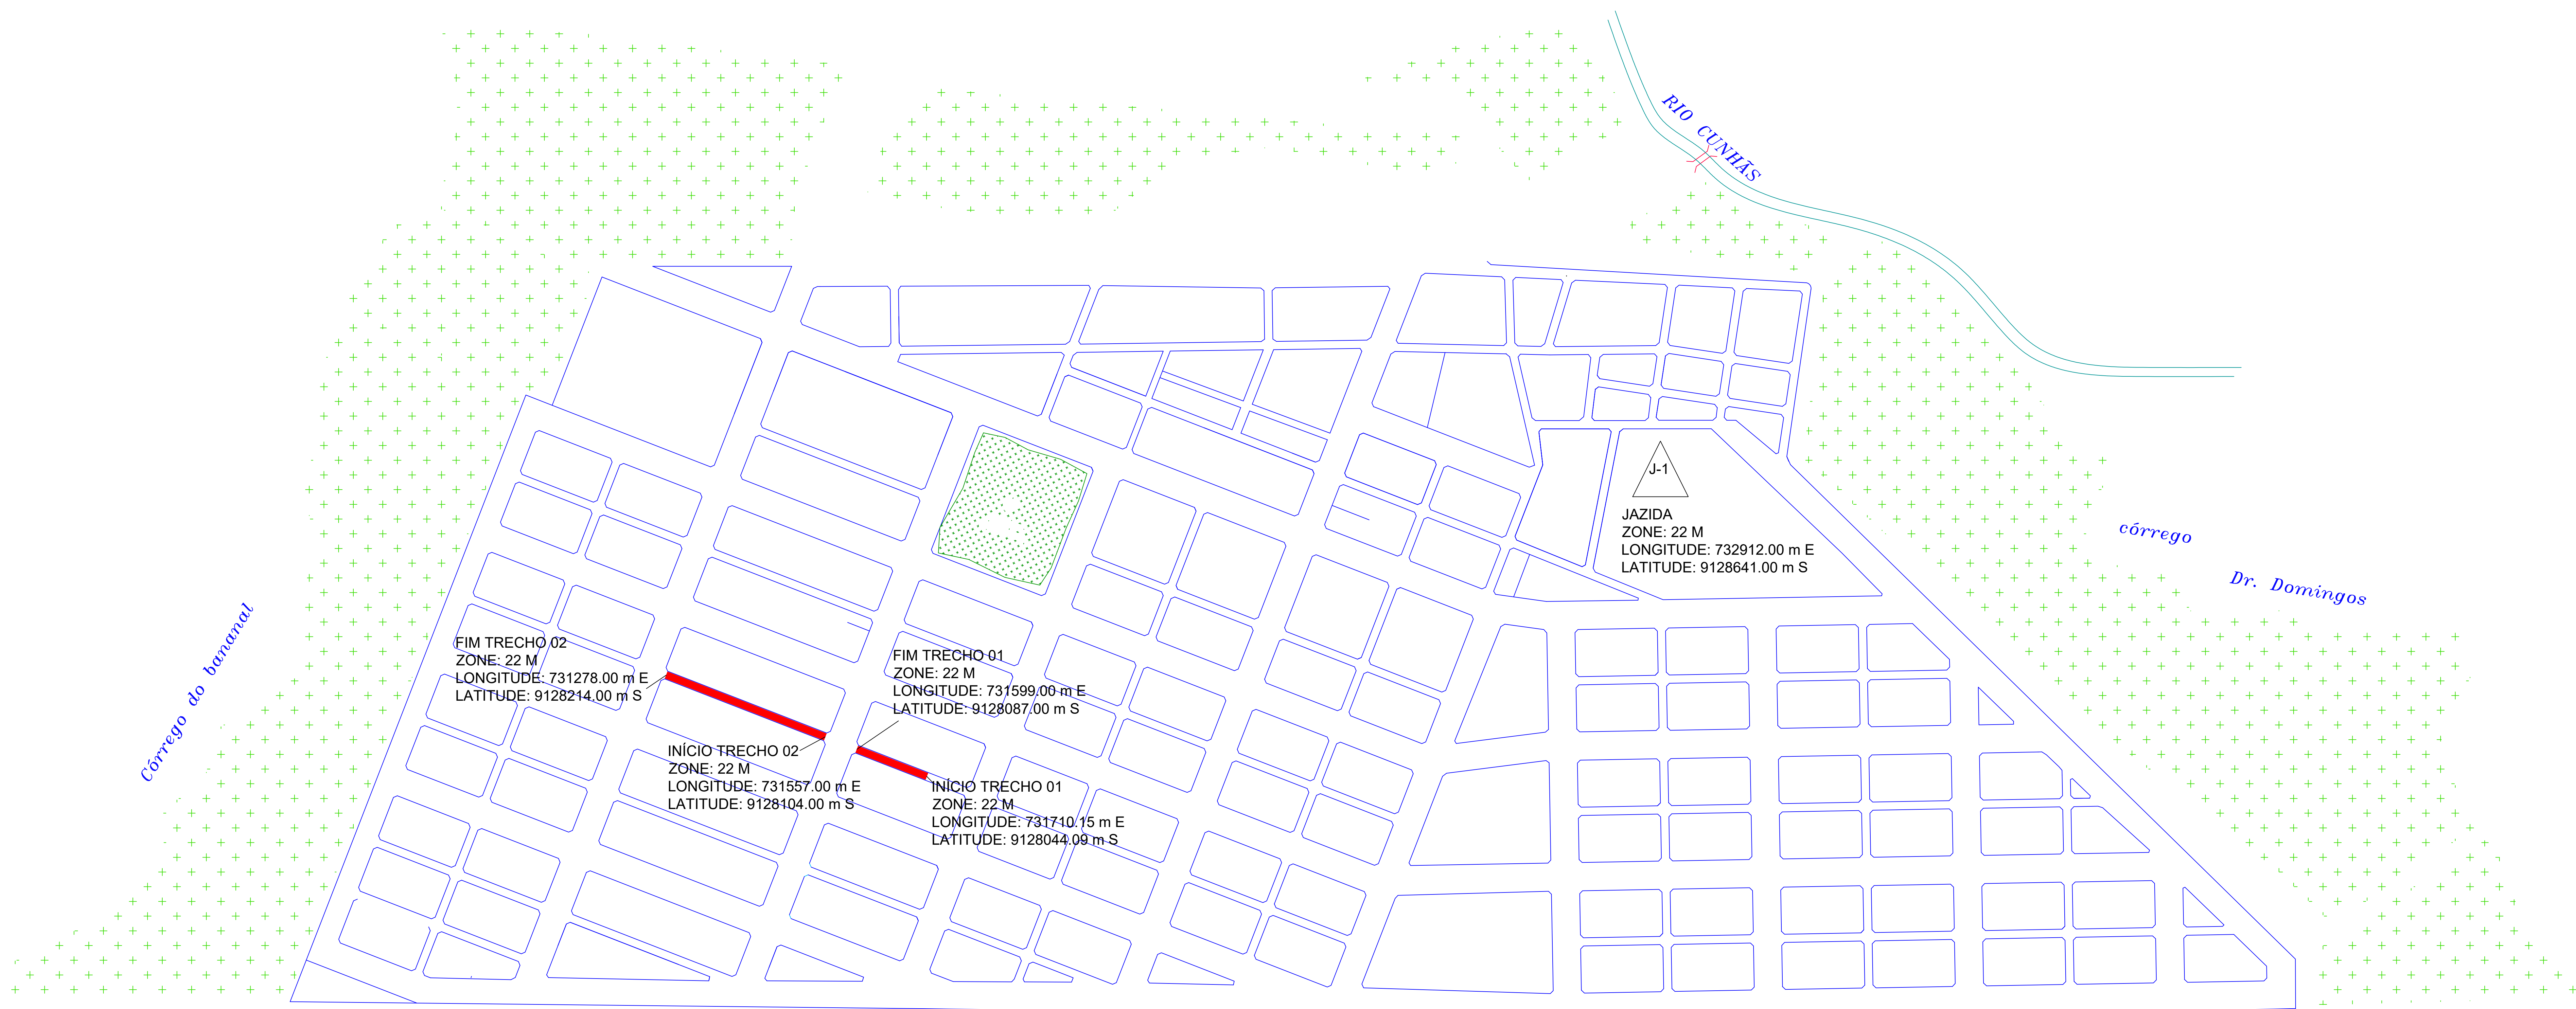 RIO CUNHÃS
J-1
JAZIDA
ZONE: 22 M
LONGITUDE: 732912.00 m E
LATITUDE: 9128641.00 m S
córrego
Dr. Domingos
Córrego do bananal
FIM TRECHO 02
ZONE: 22 M
LONGITUDE: 731278.00 m E
LATITUDE: 9128214.00 m S
FIM TRECHO 01
ZONE: 22 M
LONGITUDE: 731599.00 m E
LATITUDE: 9128087.00 m S
INÍCIO TRECHO 02
ZONE: 22 M
LONGITUDE: 731557.00 m E
LATITUDE: 9128104.00 m S
INÍCIO TRECHO 01
ZONE: 22 M
LONGITUDE: 731710.15 m E
LATITUDE: 9128044.09 m S